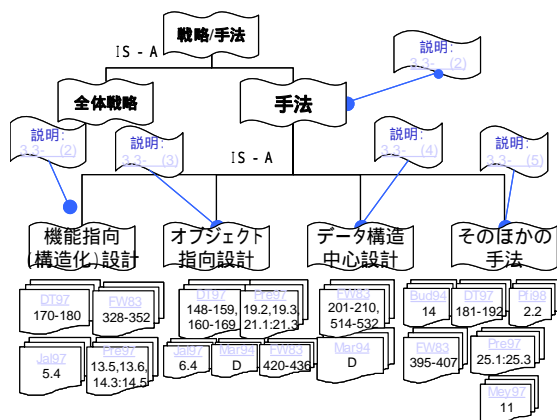 戦略/手法
IS - A
説明:
3.3-　(2)
全体戦略
手法
説明:
3.3-　(2)
説明:
3.3-　(3)
IS - A
説明:
3.3-　(4)
説明:
3.3-　(5)
機能指向
(構造化)設計
オブジェクト
指向設計
データ構造
中心設計
そのほかの
手法
DT97
170-180
FW83
328-352
Jal97
5.4
Pre97
13.5,13.6,
14.3:14.5
DT97
148-159,
160-169
Pre97
19.2,19.3,
21.1:21.3
Jal97
6.4
Mar94
D
FW83
420-436
FW83
201-210,
514-532
Mar94
D
Bud94
14
DT97
181-192
Pfl98
2.2
FW83
395-407
Pre97
25.1:25.3
Mey97
11